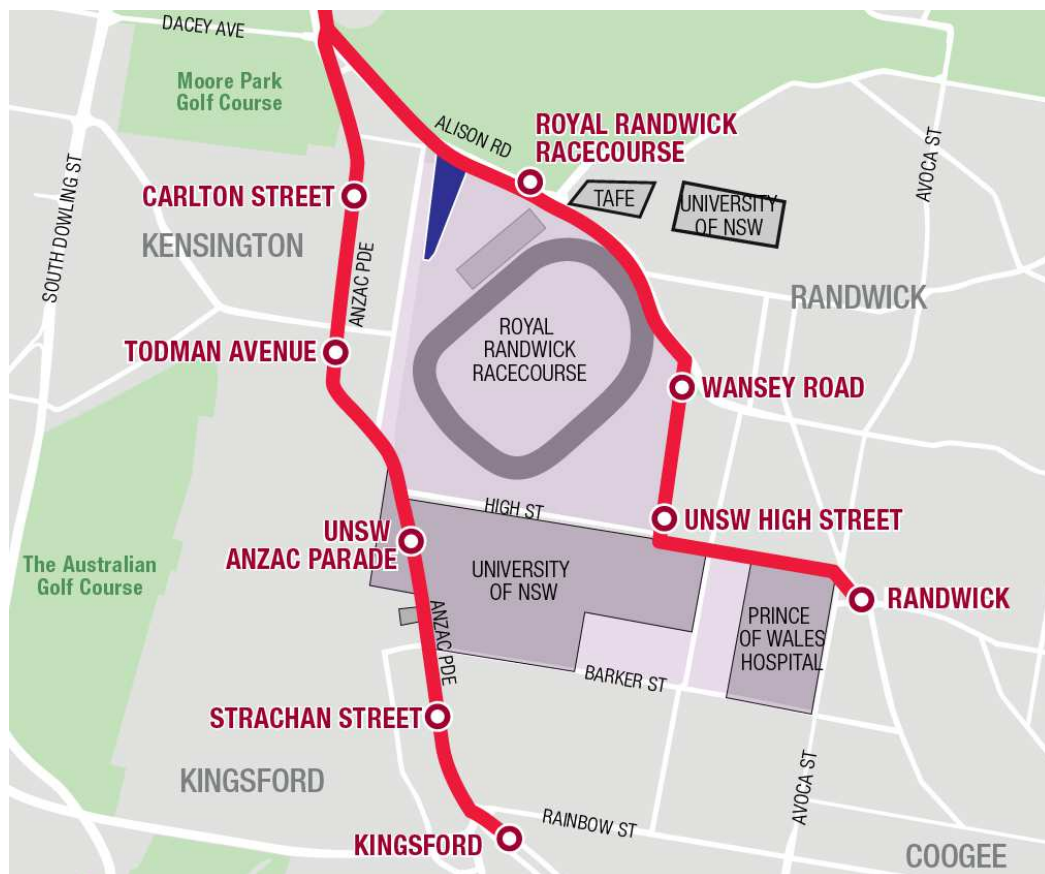 DACEY AVE
Moore Park
Golf Course
ALISON RD
ROYAL RANDWICK
RACECOURSE
AVOCA ST
SOUTH DOWLING ST
CARLTON STREET
TAFE
UNIVERSITY
OF NSW
KENSINGTON
ANZAC PDE
RANDWICK
ROYAL
RANDWICK
RACECOURSE
TODMAN AVENUE
WANSEY ROAD
HIGH ST
UNSW HIGH STREET
UNSW
ANZAC PARADE
The Australian
Golf Course
UNIVERSITY
OF NSW
RANDWICK
PRINCE
OF WALES
HOSPITAL
ANZAC PDE
BARKER ST
STRACHAN STREET
KINGSFORD
AVOCA ST
RAINBOW ST
KINGSFORD
COOGEE